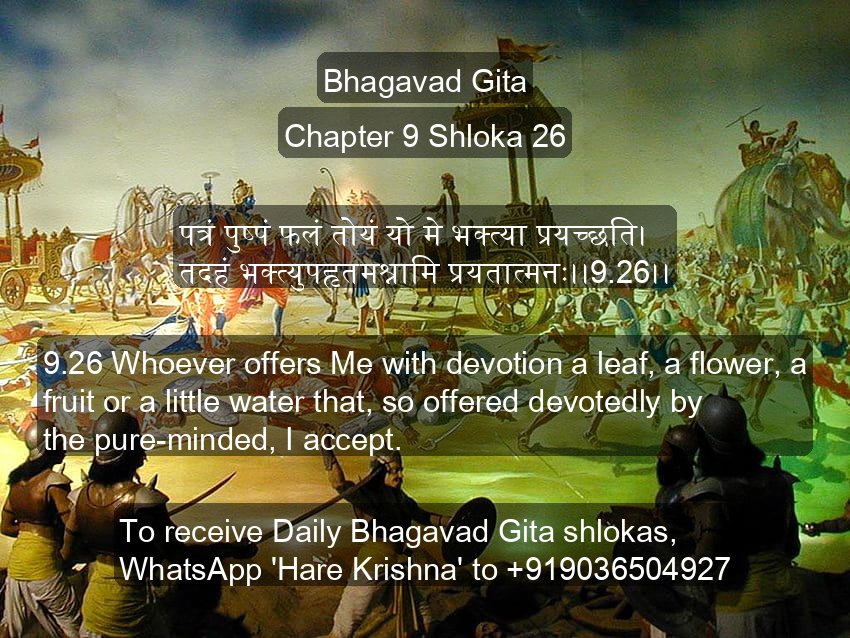 Bhagavad Gita
Chapter 9 Shloka 26
पत्रं पुष्पं फलं तोयं यो मे भक्त्या प्रयच्छति।
तदहं भक्त्युपहृतमश्नामि प्रयतात्मनः।।9.26।।
9.26 Whoever offers Me with devotion a leaf, a flower, a
fruit or a little water that, so offered devotedly by
the pure-minded, I accept.
To receive Daily Bhagavad Gita shlokas,
WhatsApp 'Hare Krishna' to +919036504927